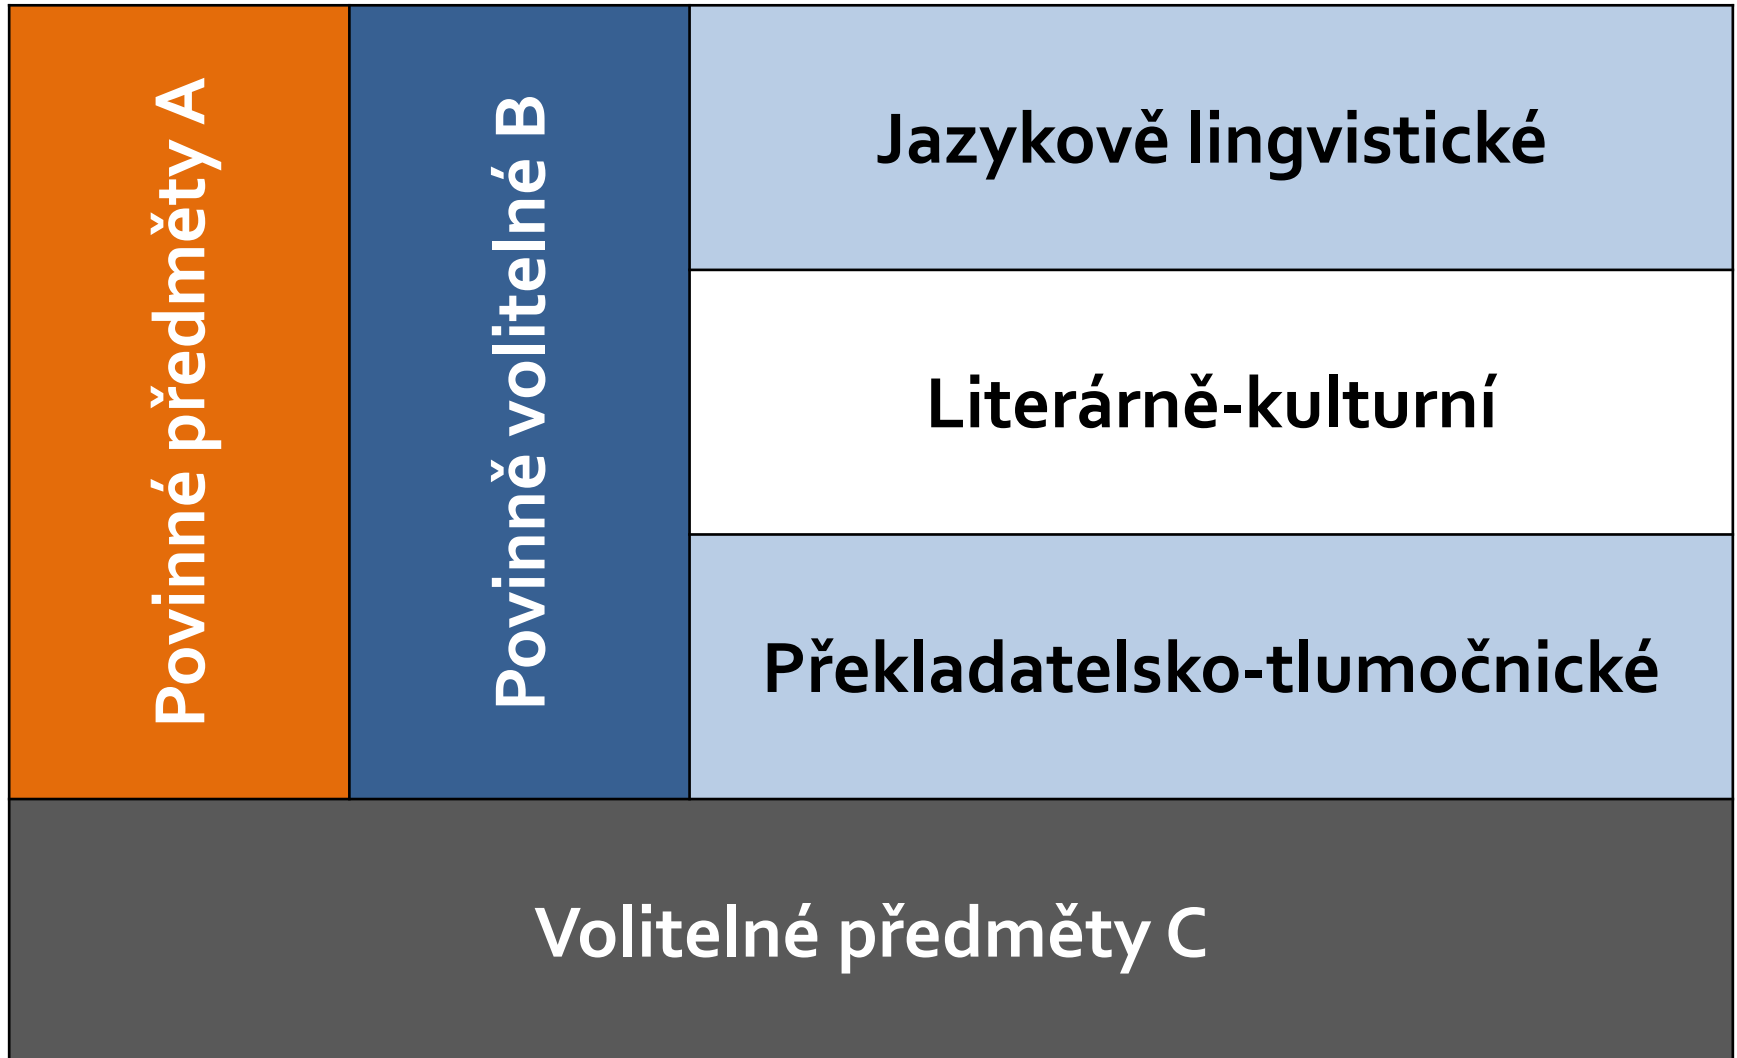 Povinné předměty A
Povinně volitelné B
Jazykově lingvistické
Literárně-kulturní
Překladatelsko-tlumočnické
Volitelné předměty C